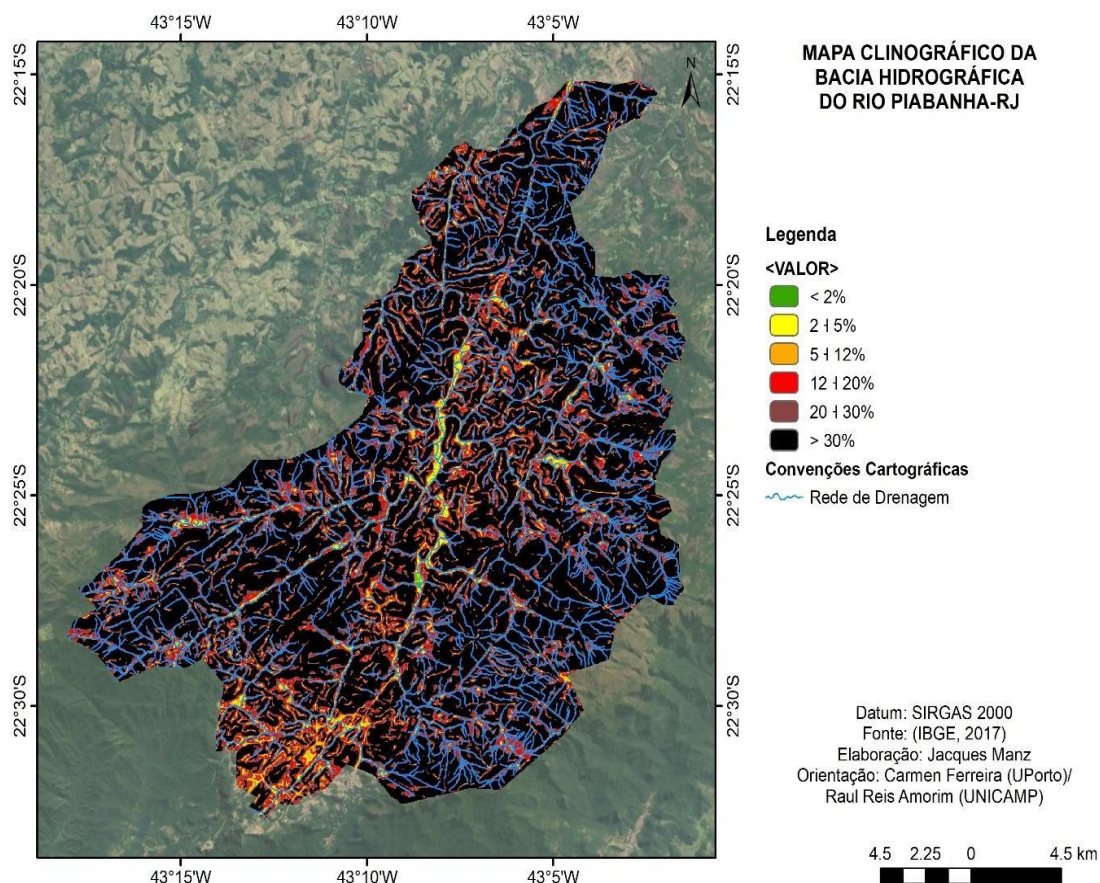 43°15'W 43°10'W 43°5'W
22°15'S 22°15'S
22°20'S 22°20'S
22°25'S 22°25'S
22°30'S 22°30'S
43°15'W 43°10'W 43°5'W
N
MAPA CLINOGRÁFICO DA
BACIA HIDROGRÁFICA
DO RIO PIABANHA-RJ
Legenda
<VALOR>
< 2%
2 ┤ 5%
5 ┤ 12%
12 ┤ 20%
20 ┤ 30%
> 30%
Convenções Cartográficas
Rede de Drenagem
Datum: SIRGAS 2000
Fonte: (IBGE, 2017)
Elaboração: Jacques Manz
Orientação: Carmen Ferreira (UPorto)/
Raul Reis Amorim (UNICAMP)
4.5 2.25 0 4.5 km